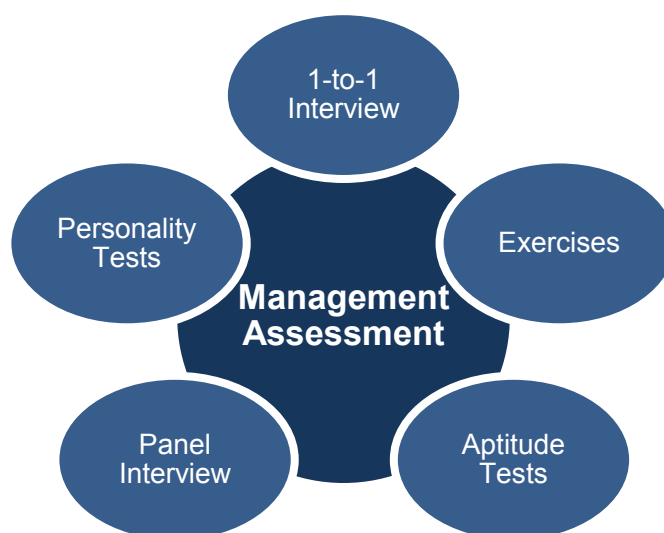 1-to-1
Interview
Personality
Tests
Exercises
Management
Assessment
Panel
Interview
Aptitude
Tests